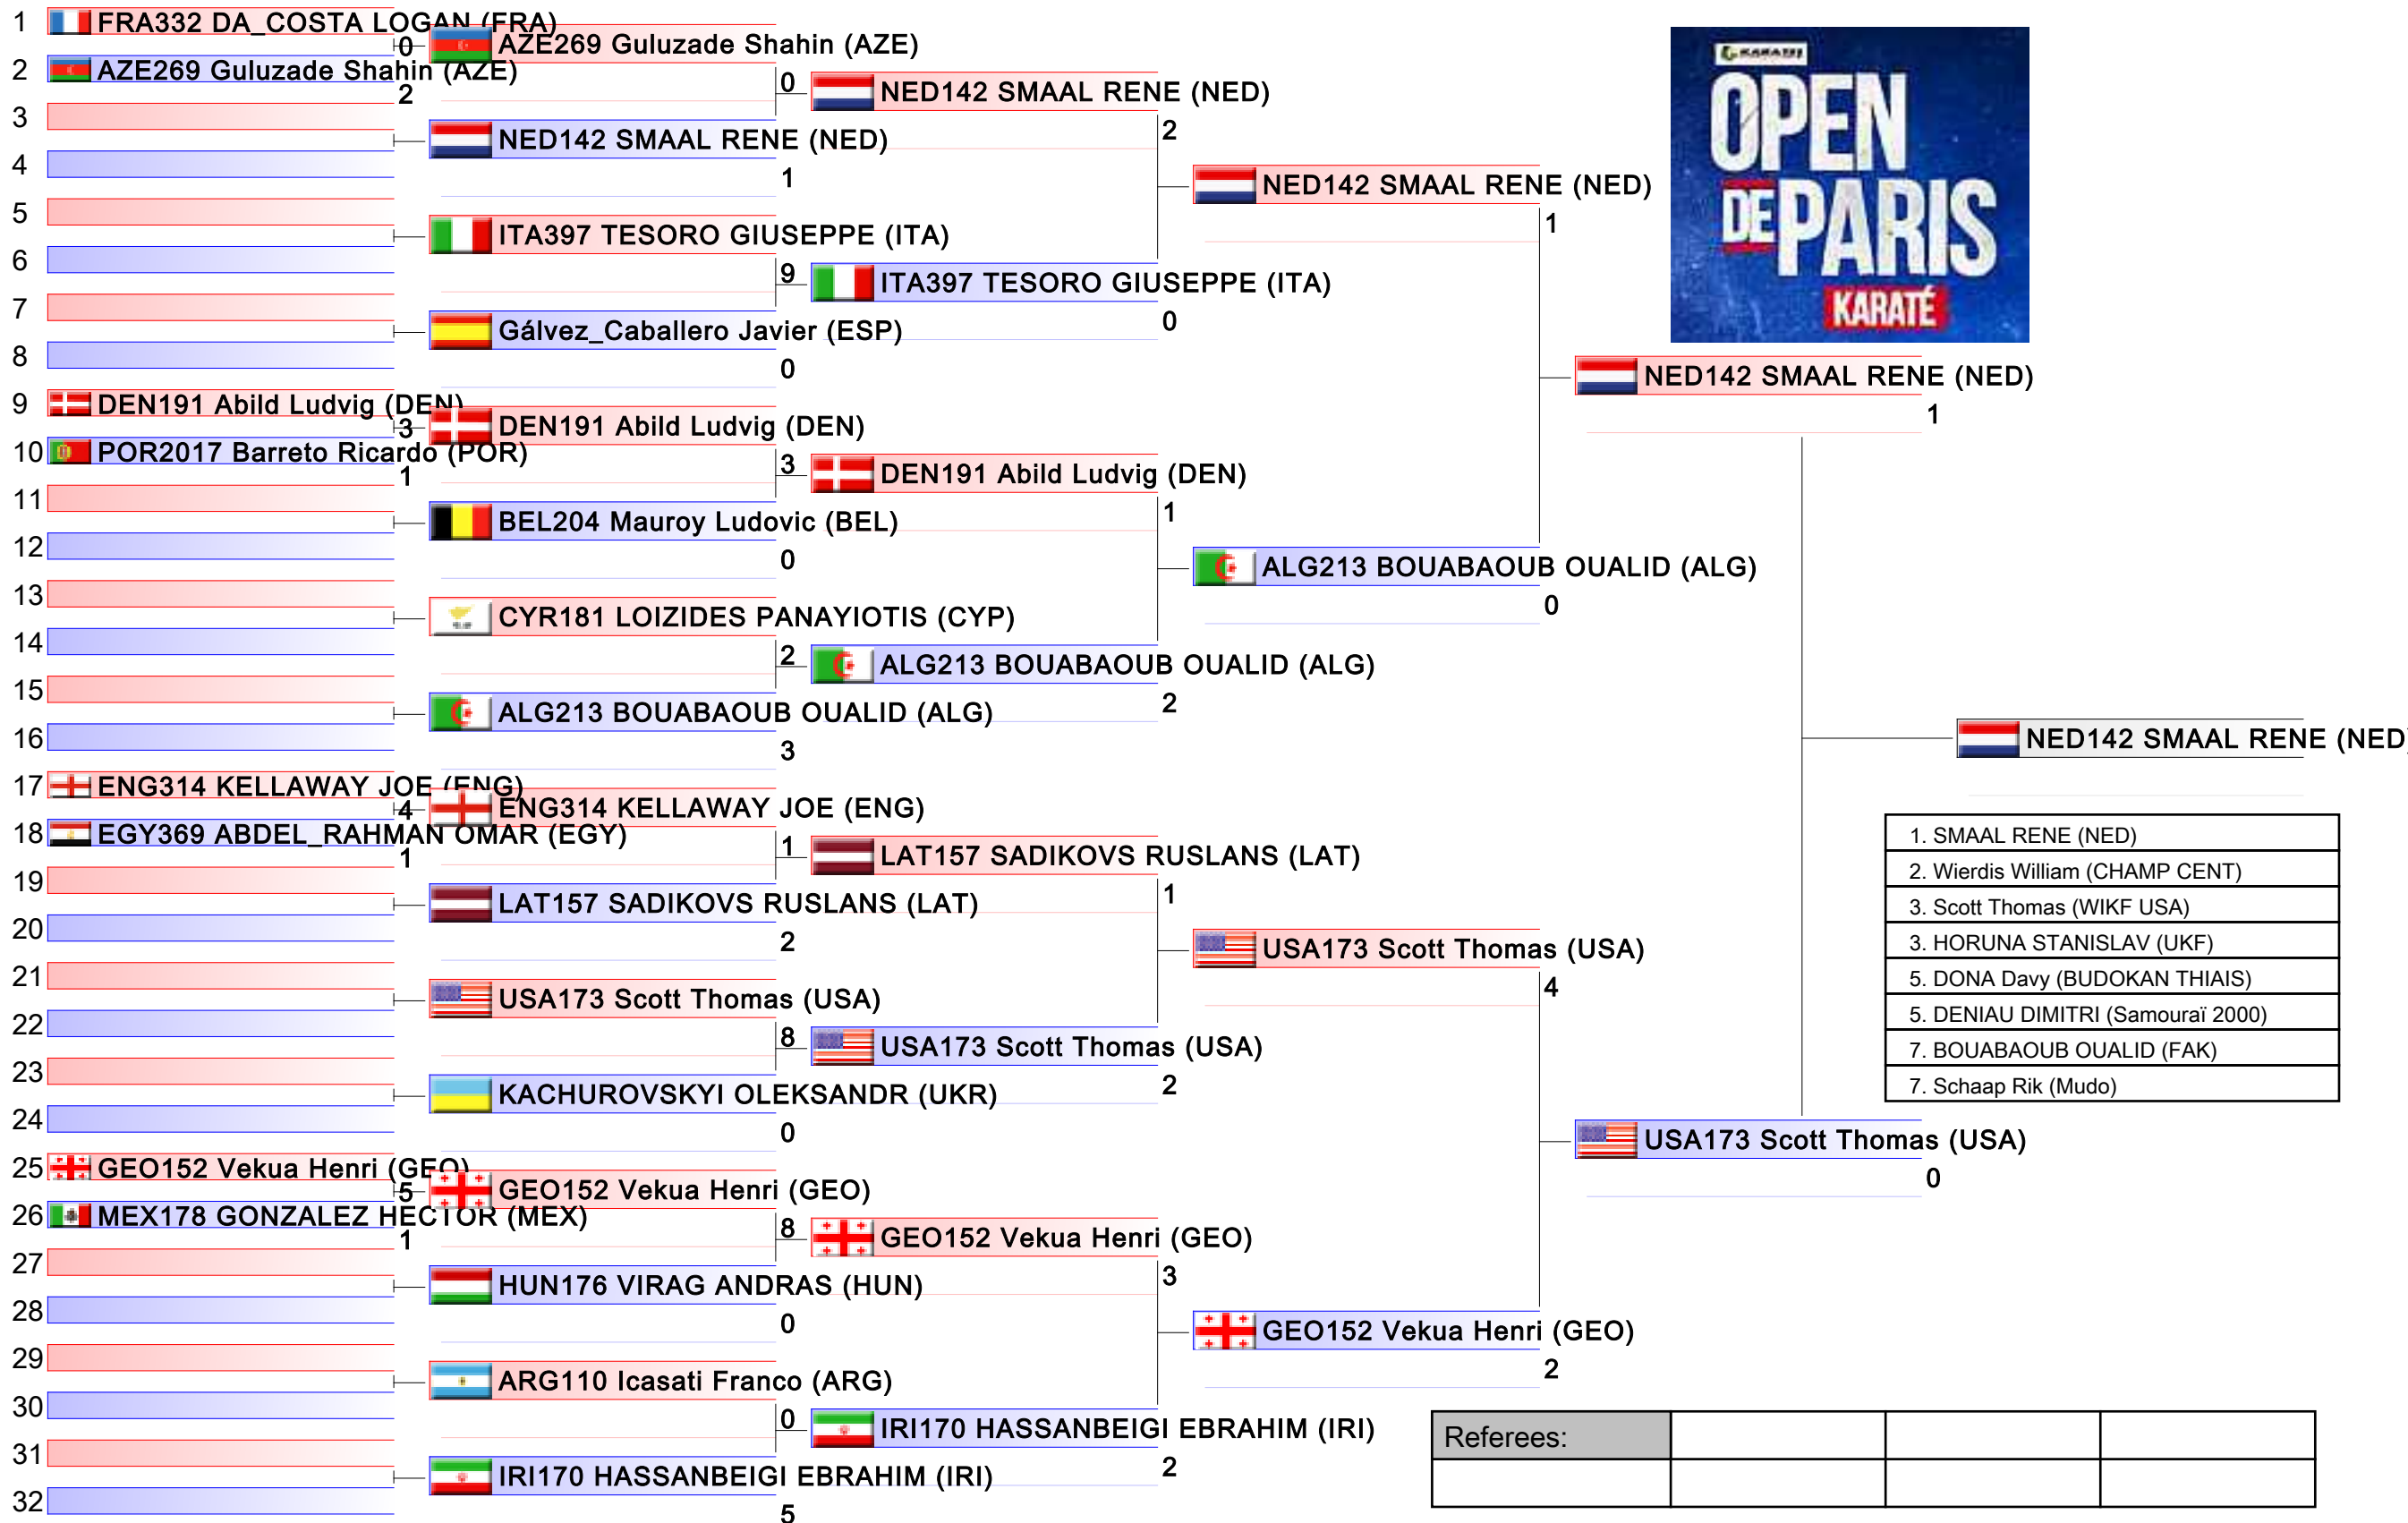 1 FRA332 DA_COSTA LOGAN (FRA)
0
2 AZE269 Guluzade Shahin (AZE)
2
3
4
5
6
7
8
9 DEN191 Abild Ludvig (DEN)
3
10 POR2017 Barreto Ricardo (POR)
1
11
12
13
14
15
16
17 ENG314 KELLAWAY JOE (ENG)
4
18 EGY369 ABDEL_RAHMAN OMAR (EGY)
1
19
20
21
22
23
24
25 GEO152 Vekua Henri (GEO)
5
26 MEX178 GONZALEZ HECTOR (MEX)
1
27
28
29
30
31
32
AZE269 Guluzade Shahin (AZE)
0
NED142 SMAAL RENE (NED)
1
ITA397 TESORO GIUSEPPE (ITA)
9
Gálvez_Caballero Javier (ESP)
0
DEN191 Abild Ludvig (DEN)
3
BEL204 Mauroy Ludovic (BEL)
0
CYR181 LOIZIDES PANAYIOTIS (CYP)
2
ALG213 BOUABAOUB OUALID (ALG)
3
ENG314 KELLAWAY JOE (ENG)
1
LAT157 SADIKOVS RUSLANS (LAT)
2
USA173 Scott Thomas (USA)
8
KACHUROVSKYI OLEKSANDR (UKR)
0
GEO152 Vekua Henri (GEO)
8
HUN176 VIRAG ANDRAS (HUN)
0
ARG110 Icasati Franco (ARG)
0
IRI170 HASSANBEIGI EBRAHIM (IRI)
5
NED142 SMAAL RENE (NED)
2
ITA397 TESORO GIUSEPPE (ITA)
0
DEN191 Abild Ludvig (DEN)
1
ALG213 BOUABAOUB OUALID (ALG)
2
LAT157 SADIKOVS RUSLANS (LAT)
1
USA173 Scott Thomas (USA)
2
GEO152 Vekua Henri (GEO)
3
IRI170 HASSANBEIGI EBRAHIM (IRI)
2
NED142 SMAAL RENE (NED)
1
ALG213 BOUABAOUB OUALID (ALG)
0
USA173 Scott Thomas (USA)
4
GEO152 Vekua Henri (GEO)
2
KARATE1
OPEN
DE PARIS
KARATÉ
NED142 SMAAL RENE (NED)
1
USA173 Scott Thomas (USA)
0
NED142 SMAAL RENE (NED)
1. SMAAL RENE (NED)
2. Wierdis William (CHAMP CENT)
3. Scott Thomas (WIKF USA)
3. HORUNA STANISLAV (UKF)
5. DONA Davy (BUDOKAN THIAIS)
5. DENIAU DIMITRI (Samouraï 2000)
7. BOUABAOUB OUALID (FAK)
7. Schaap Rik (Mudo)
Referees: